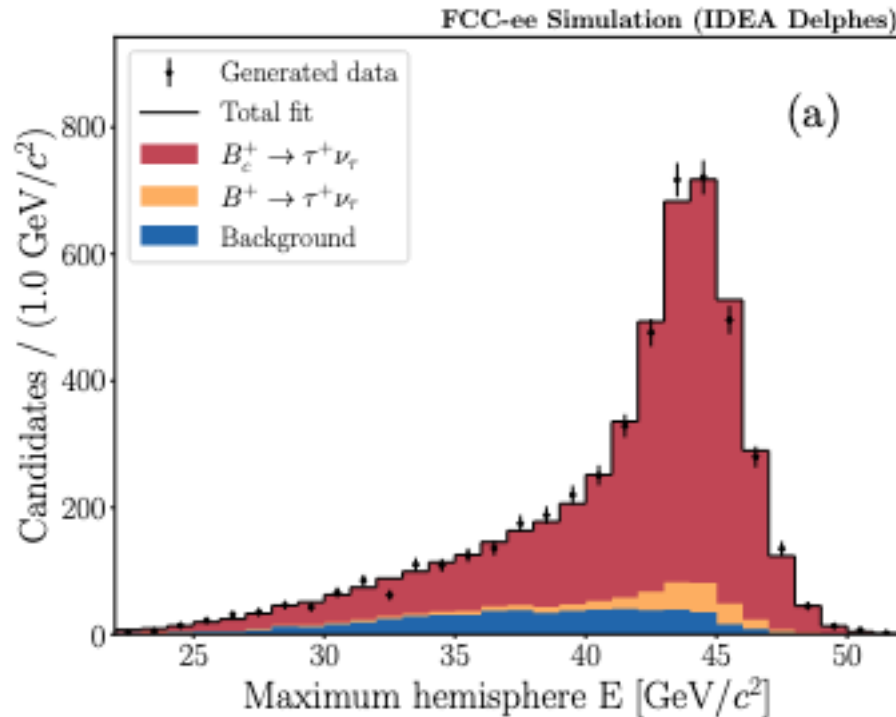 FCC-ee Simulation (IDEA Delphes)
Generated data
Total fit
B_c^+ → τ^+ ν_τ
B^+ → τ^+ ν_τ
Background
(a)
Candidates / (1.0 GeV/c^2)
800
600
400
200
0
25 30 35 40 45 50
Maximum hemisphere E [GeV/c^2]